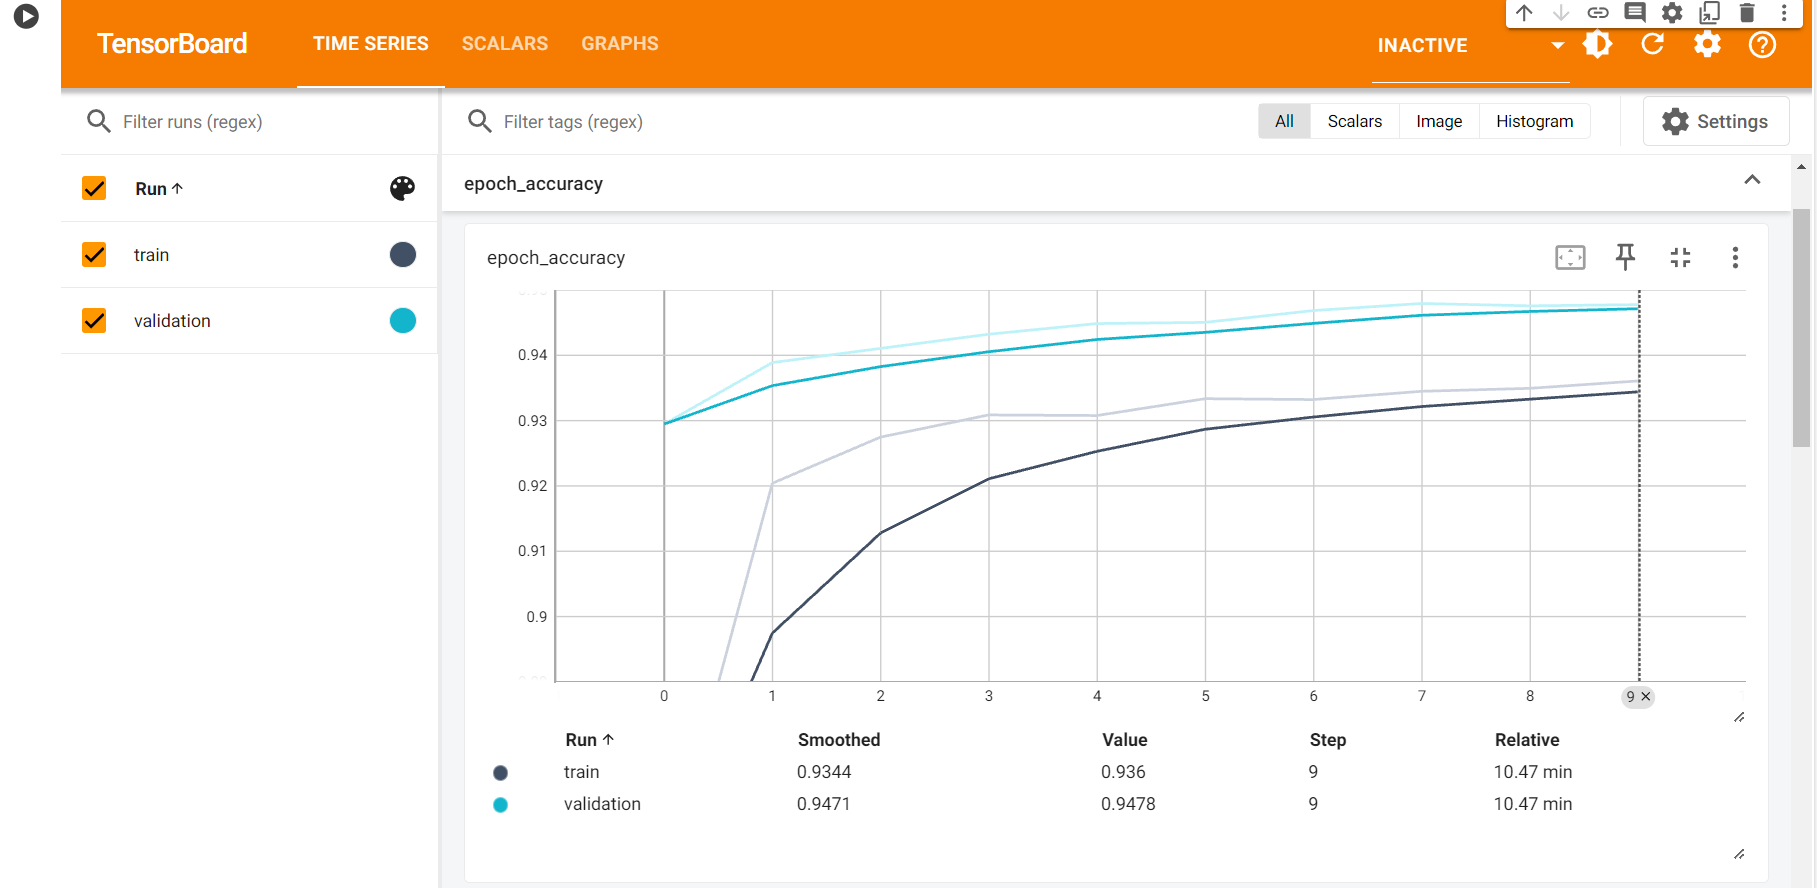 TensorBoard TIME SERIES SCALARS GRAPHS INACTIVE
Filter runs (regex) Filter tags (regex) All Scalars Image Histogram Settings
Run ↑
train
validation
epoch_accuracy
epoch_accuracy
0.94
0.93
0.92
0.91
0.9
0 1 2 3 4 5 6 7 8 9 ×
Run ↑ Smoothed Value Step Relative
train 0.9344 0.936 9 10.47 min
validation 0.9471 0.9478 9 10.47 min